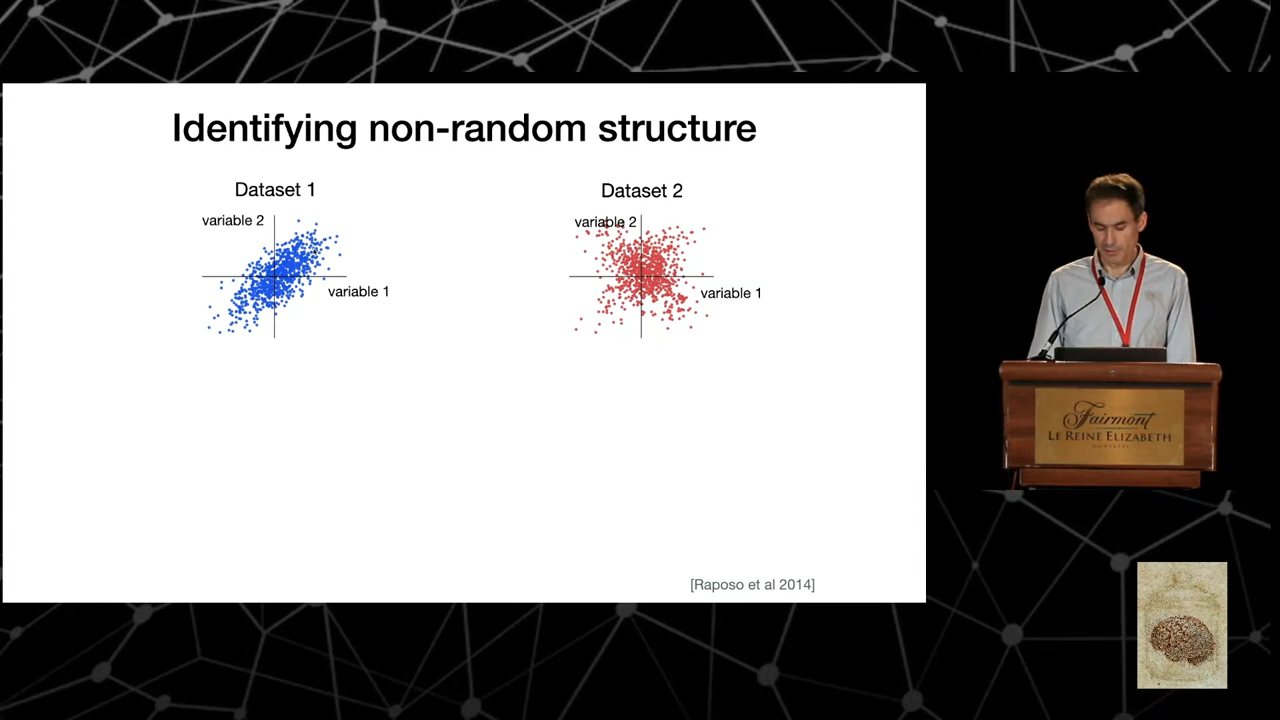 Identifying non-random structure
Dataset 1
variable 2
variable 1
Dataset 2
variable 2
variable 1
[Raposo et al 2014]
Fairmont
LE REINE ELIZABETH